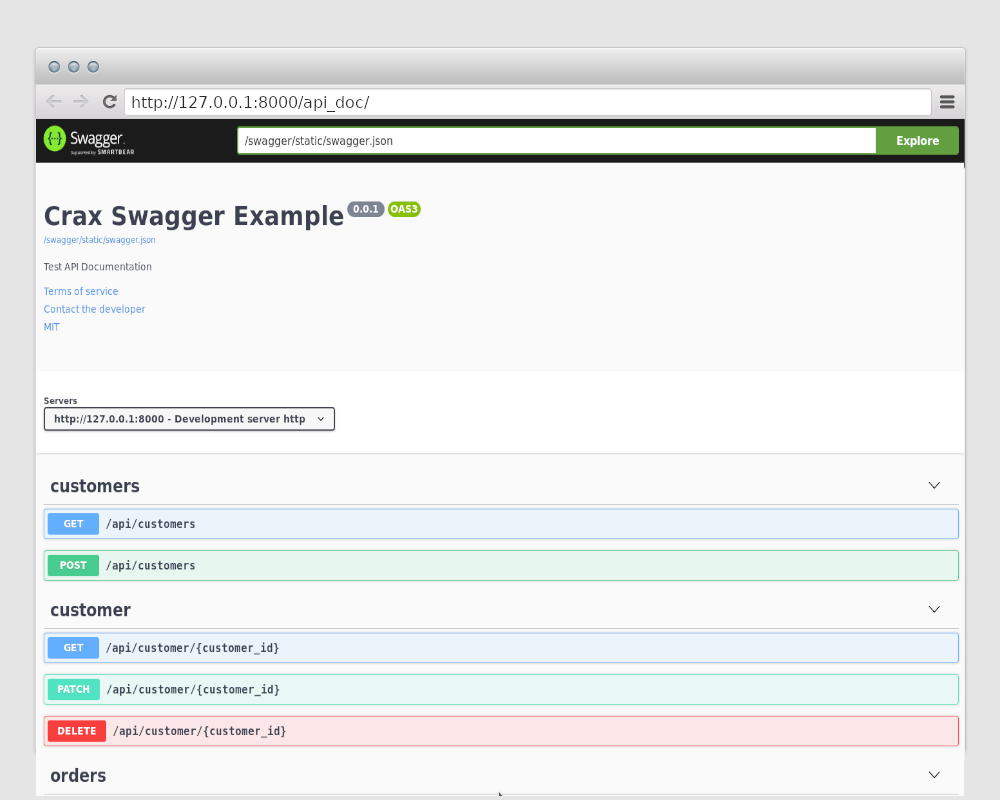 http://127.0.0.1:8000/api_doc/
Swagger.
Supported by SMARTBEAR
/swagger/static/swagger.json
Explore
Crax Swagger Example 0.0.1 OAS3
/swagger/static/swagger.json
Test API Documentation
Terms of service
Contact the developer
MIT
Servers
http://127.0.0.1:8000 - Development server http
customers
GET /api/customers
POST /api/customers
customer
GET /api/customer/{customer_id}
PATCH /api/customer/{customer_id}
DELETE /api/customer/{customer_id}
orders